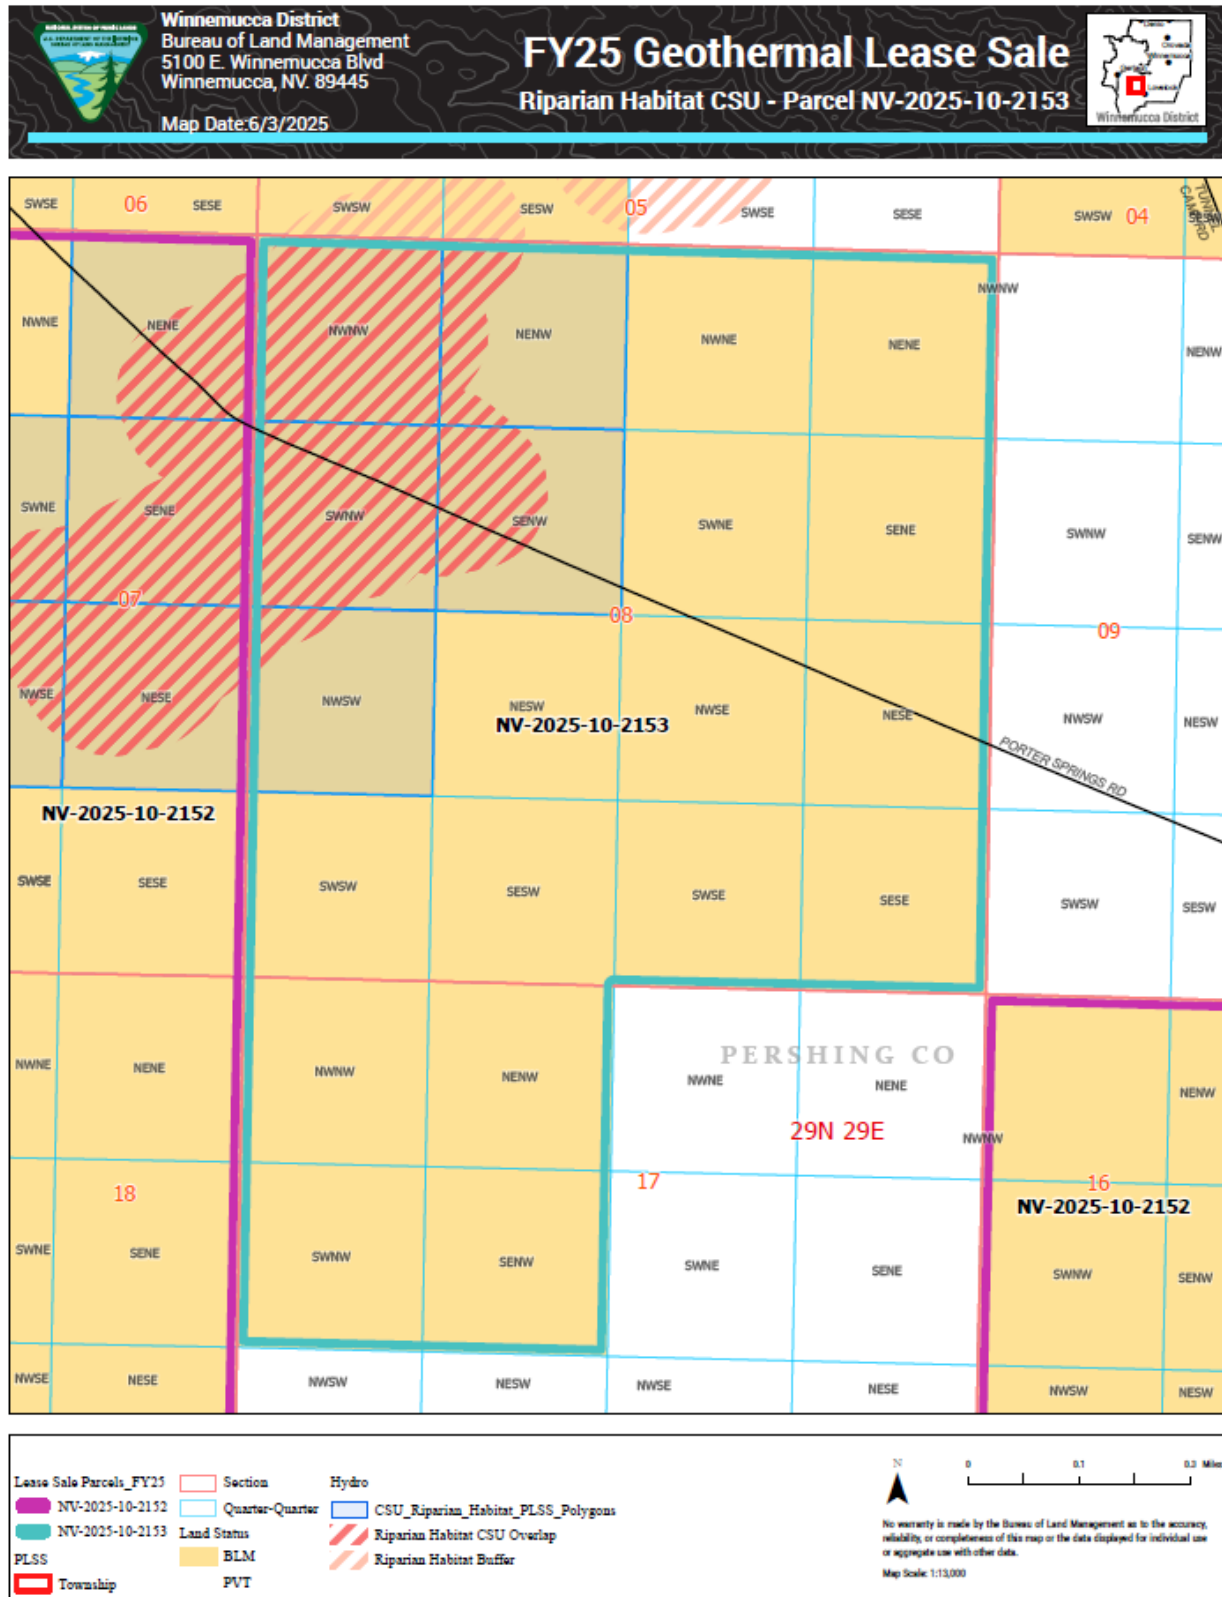 Winnemucca District
Bureau of Land Management
5100 E. Winnemucca Blvd
Winnemucca, NV. 89445
Map Date:6/3/2025
FY25 Geothermal Lease Sale
Riparian Habitat CSU - Parcel NV-2025-10-2153
Winnemucca District
SWSE
06
SESE
SWSW
SESW
05
SWSE
SESE
SWSW
04
SESW
TUNNEL
CAMP RD
NWNE
NENE
NWNW
NENW
NWNE
NENE
NWNW
NENW
SWNE
SENE
SWNW
SENW
SWNE
SENE
SWNW
SENW
07
08
09
NWSE
NESE
NWSW
NESW
NWSE
NESE
NWSW
NESW
NV-2025-10-2153
PORTER SPRINGS RD
NV-2025-10-2152
SWSE
SESE
SWSW
SESW
SWSE
SESE
SWSW
SESW
PERSHING CO
NWNE
NENE
NWNW
NENW
NWNE
NENE
NENW
29N 29E
NWNW
18
17
16
NV-2025-10-2152
SWNE
SENE
SWNW
SENW
SWNE
SENE
SWNW
SENW
NWSE
NESE
NWSW
NESW
NWSE
NESE
NWSW
NESW
Lease Sale Parcels_FY25
NV-2025-10-2152
NV-2025-10-2153
PLSS
Township
Section
Quarter-Quarter
Land Status
BLM
PVT
Hydro
CSU_Riparian_Habitat_PLSS_Polygons
Riparian Habitat CSU Overlap
Riparian Habitat Buffer
N
0 0.1 0.3 Miles
No warranty is made by the Bureau of Land Management as to the accuracy,
reliability, or completeness of this map or the data displayed for individual use
or aggregate use with other data.
Map Scale: 1:13,000